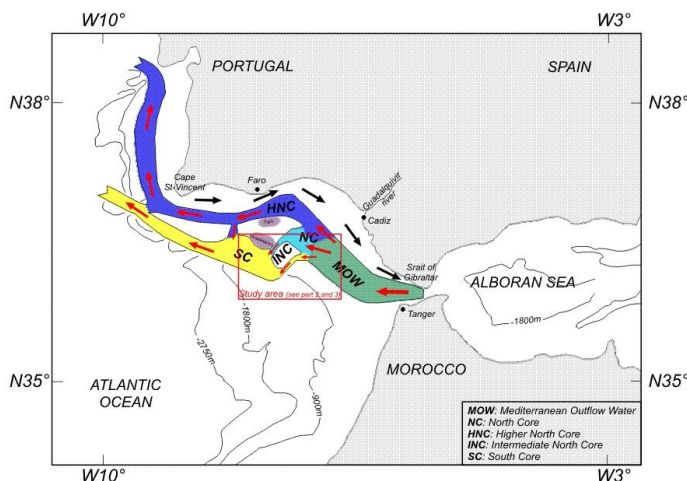 W10°
W3°
PORTUGAL
SPAIN
N38°
N38°
Cape
St-Vincent
Faro
Guadalquivir
river
Cadiz
HNC
NC
INC
SC
MOW
Srait of
Gibraltar
ALBORAN SEA
Study area (see part 2 and 3)
-1800m
Tanger
-1800m
-2750m
MOROCCO
N35°
N35°
ATLANTIC
OCEAN
-900m
MOW: Mediterranean Outflow Water
NC: North Core
HNC: Higher North Core
INC: Intermediate North Core
SC: South Core
W10°
W3°